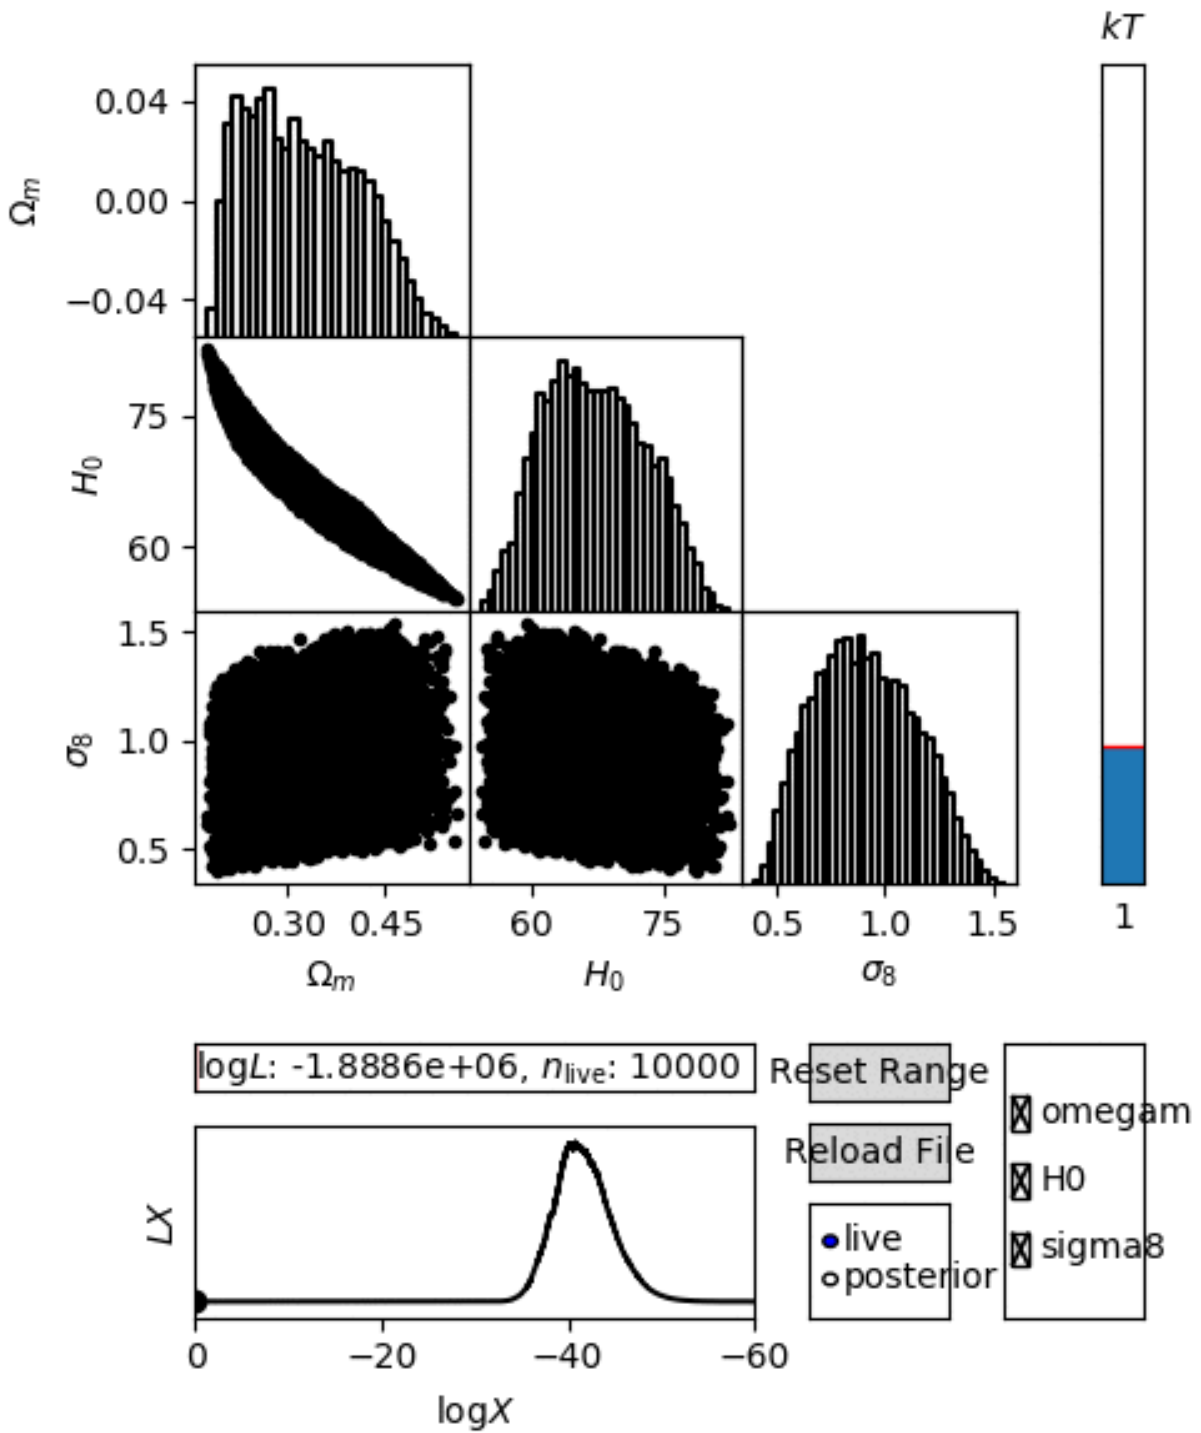 kT
0.04
0.00
−0.04
Ωm
75
60
H0
1.5
1.0
0.5
σ8
0.30 0.45
60 75
0.5 1.0 1.5
1
Ωm
H0
σ8
logL: -1.8886e+06, nlive: 10000
Reset Range
Reload File
live
posterior
omegam
H0
sigma8
LX
0 −20 −40 −60
logX